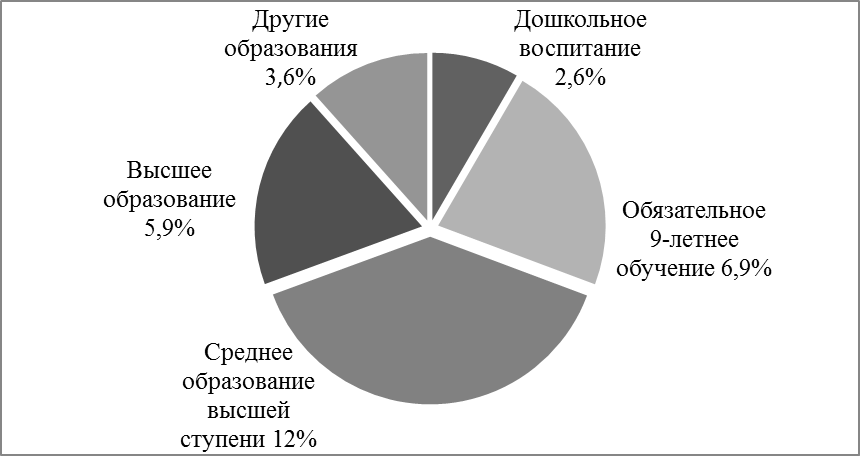 Другие
образования
3,6%
Дошкольное
воспитание
2,6%
Высшее
образование
5,9%
Обязательное
9-летнее
обучение 6,9%
Среднее
образование
высшей
ступени 12%